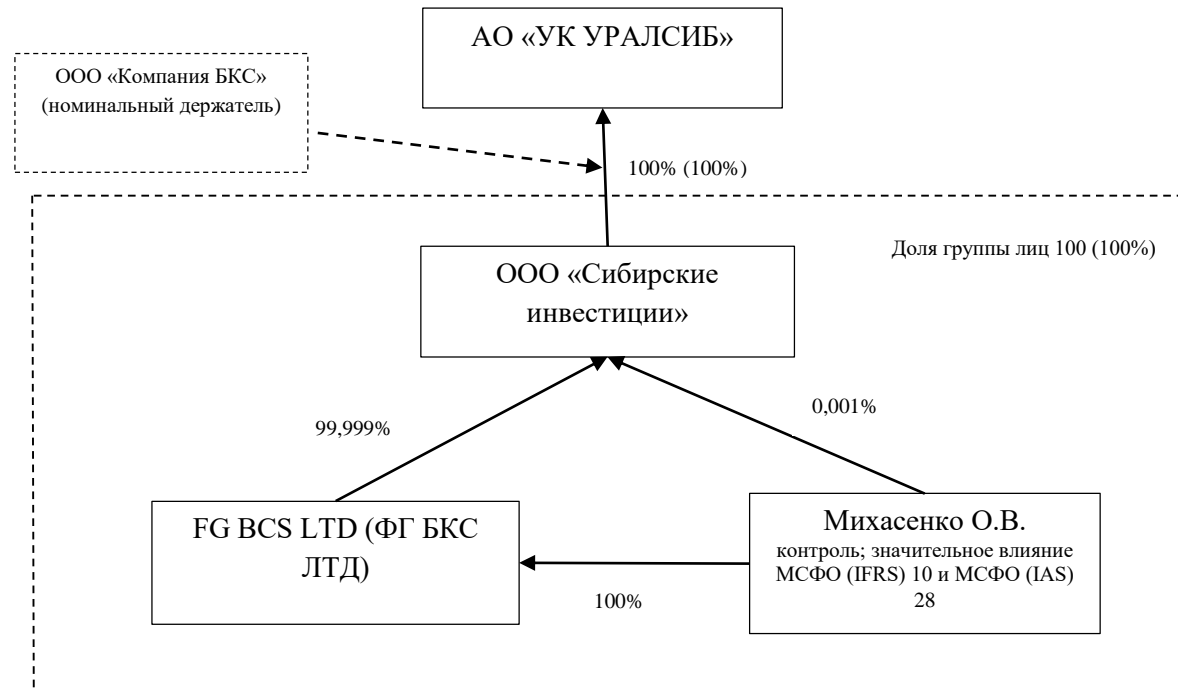 АО «УК УРАЛСИБ»
ООО «Компания БКС»
(номинальный держатель)
100% (100%)
Доля группы лиц 100 (100%)
ООО «Сибирские
инвестиции»
0,001%
99,999%
FG BCS LTD (ФГ БКС
ЛТД)
Михасенко О.В.
контроль; значительное влияние
МСФО (IFRS) 10 и МСФО (IAS)
28
100%